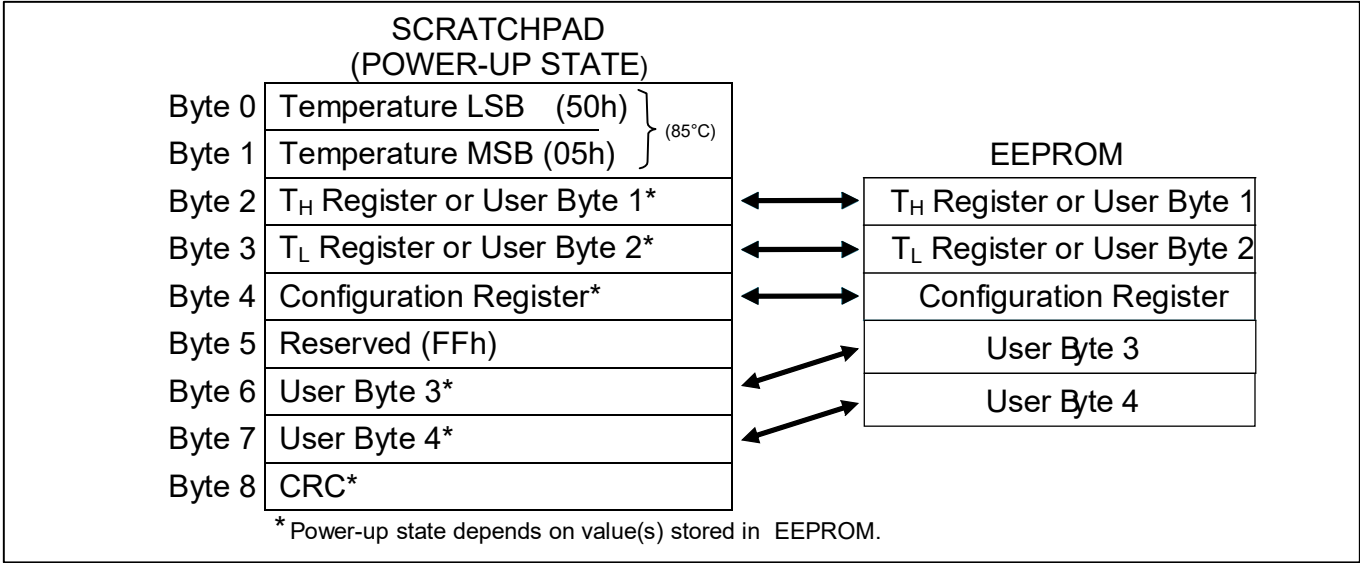 SCRATCHPAD
(POWER-UP STATE)
Byte 0 Temperature LSB (50h)
(85°C)
Byte 1 Temperature MSB (05h)
EEPROM
Byte 2 TH Register or User Byte 1* TH Register or User Byte 1
Byte 3 TL Register or User Byte 2* TL Register or User Byte 2
Byte 4 Configuration Register* Configuration Register
Byte 5 Reserved (FFh)
User Byte 3
Byte 6 User Byte 3*
User Byte 4
Byte 7 User Byte 4*
Byte 8 CRC*
* Power-up state depends on value(s) stored in EEPROM.